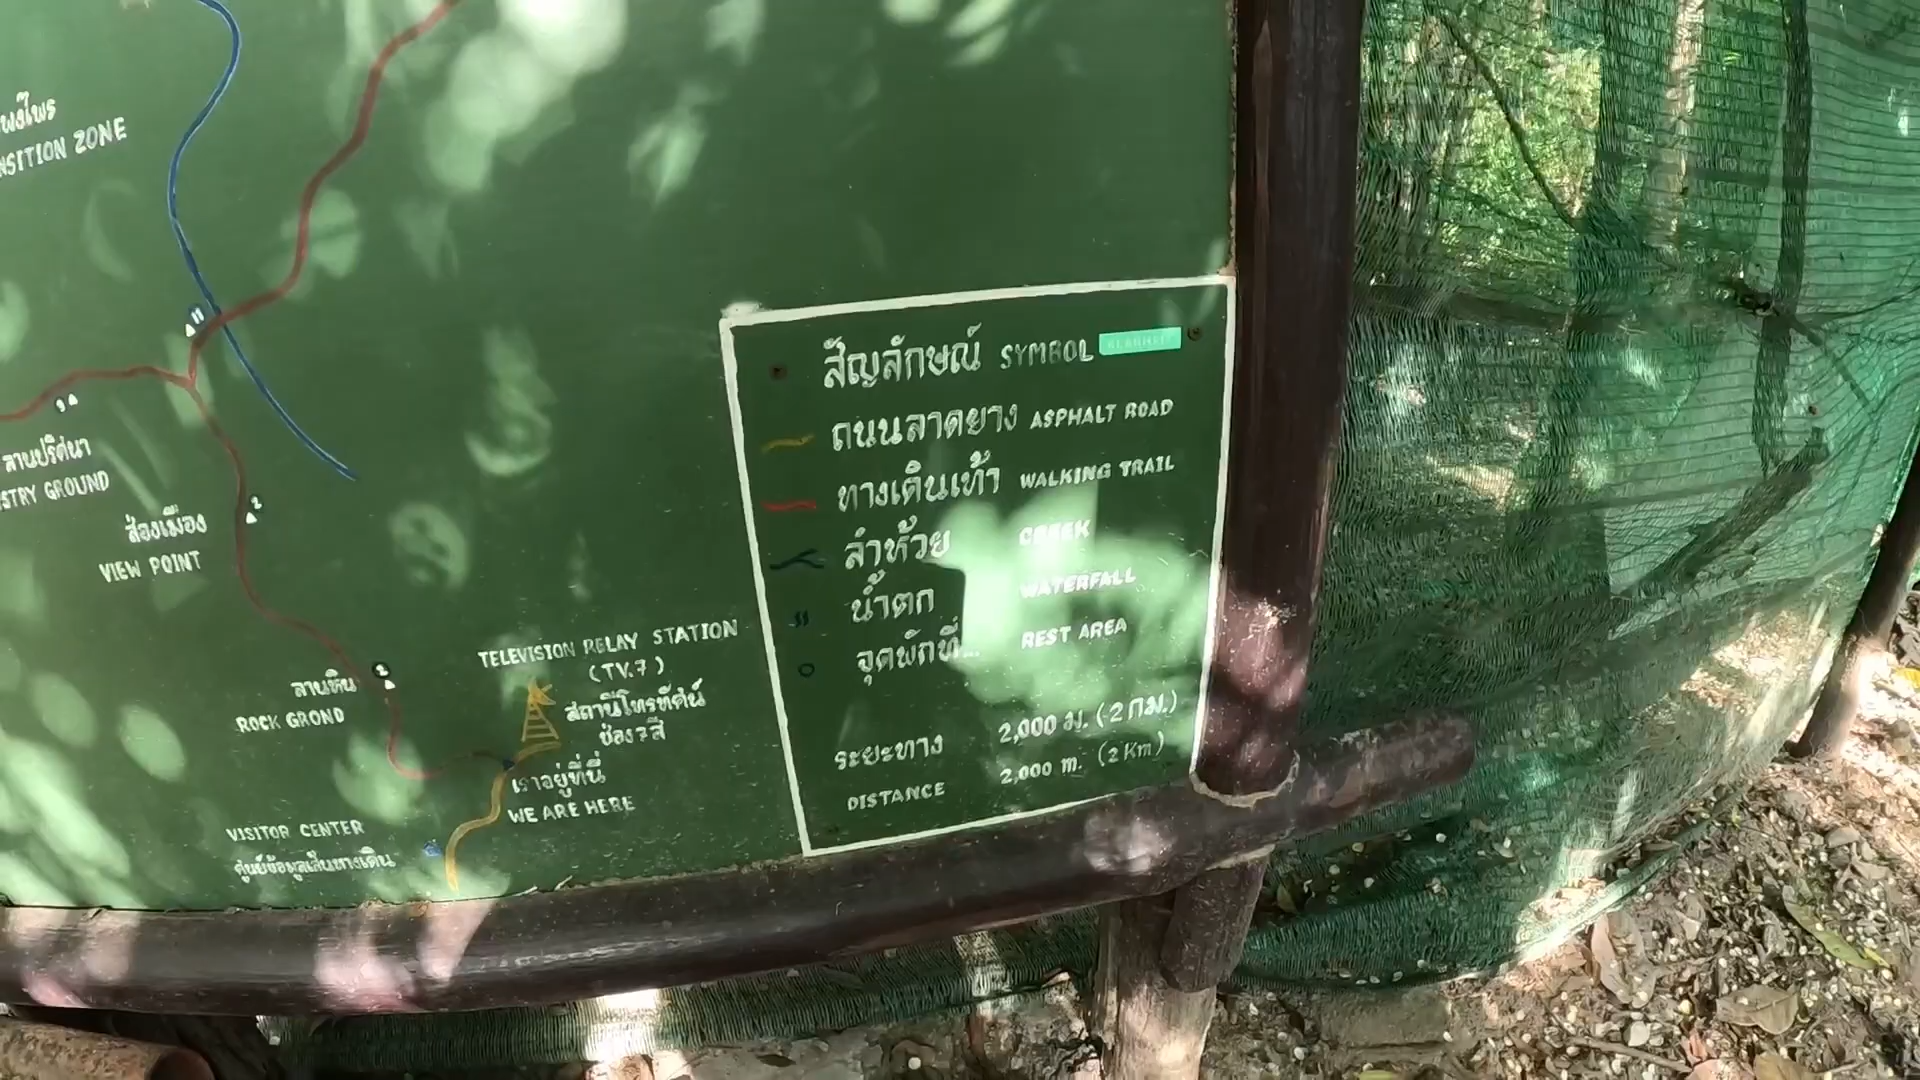 ZONE
ลานปริศนา
GROUND
ส่องเมือง
VIEW POINT
ลานหิน
ROCK GROND
TELEVISION RELAY STATION
(TV.7)
สถานีโทรทัศน์
ช่อง 7 สี
เราอยู่ที่นี่
WE ARE HERE
VISITOR CENTER
ศูนย์ข้อมูลเส้นทางเดิน
สัญลักษณ์ SYMBOL
ถนนลาดยาง ASPHALT ROAD
ทางเดินเท้า WALKING TRAIL
ลำห้วย CREEK
น้ำตก WATERFALL
จุดพักที่... REST AREA
ระยะทาง 2,000 ม. (2 กม.)
DISTANCE 2,000 m. (2 Km)